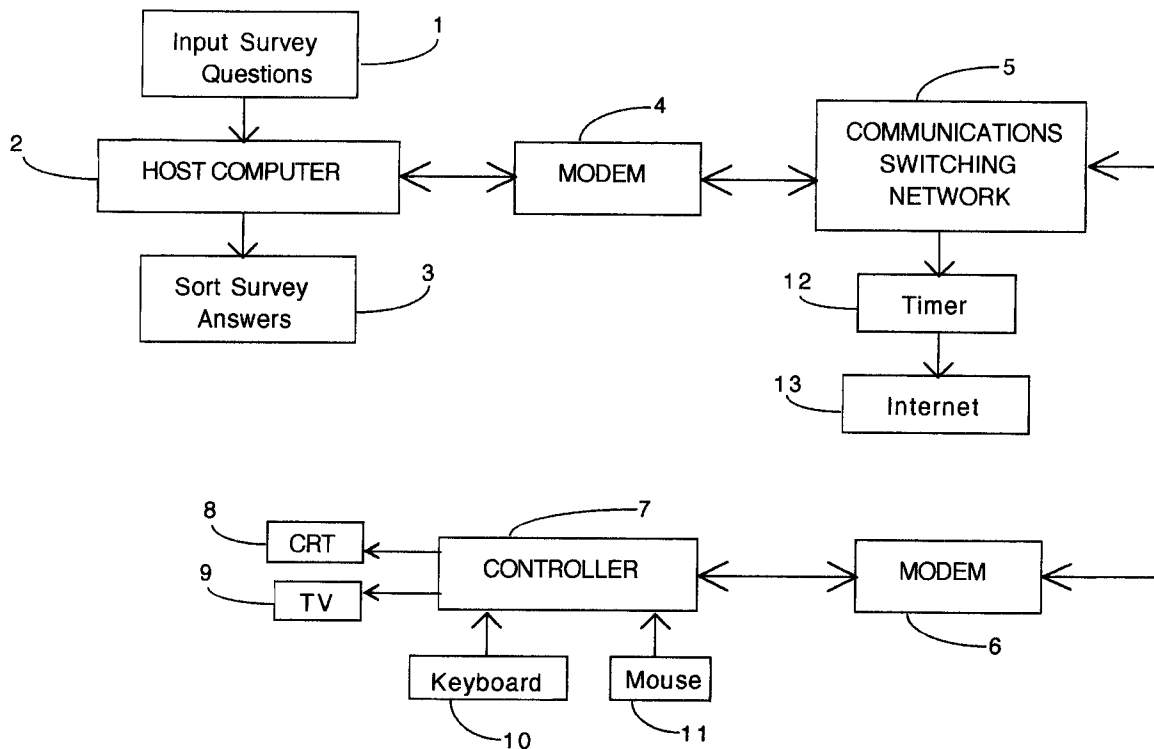 1
Input Survey
Questions
2
HOST COMPUTER
3
Sort Survey
Answers
4
MODEM
5
COMMUNICATIONS
SWITCHING
NETWORK
12
Timer
13
Internet
8
CRT
9
TV
7
CONTROLLER
MODEM
6
Keyboard
10
Mouse
11